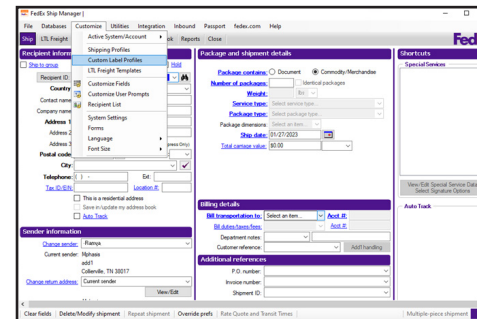 FedEx Ship Manager |
File Databases Customize Utilities Integration Inbound Passport fedex.com Help
Ship LTL Freight ok Reports Close
Fed
Active System/Account
Shipping Profiles
Custom Label Profiles
LTL Freight Templates
Customize Fields
Customize User Prompts
Recipient List
System Settings
Forms
Language
Font Size
Recipient inform
Ship to group
Hold
Recipient ID:
Country
Contact name
Company name
Address 1
Address 2
Address 3
press Only)
Postal code
City
Telephone: ( ) - Ext:
Tax ID/EIN: Location #:
This is a residential address
Save in/update my address book
Auto Track
Sender information
Change sender: Ramya
Current sender: Mphasis
add1
Collierville, TN 38017
Change return address: Current sender
View/Edit
Package and shipment details
Package contains: Document Commodity/Merchandise
Number of packages: Identical packages
Weight: lbs
Service type: Select service type...
Package type: Select package type...
Package dimensions: Select an item...
Ship date: 01/27/2023
Total carriage value: $0.00
Billing details
Bill transportation to: Select an item... Acct #:
Bill duties/taxes/fees: Acct #:
Department notes:
Customer reference: Add'l handling
Additional references
P.O. number:
Invoice number:
Shipment ID:
Shortcuts
Special Services
View/Edit Special Service Data
Select Signature Options
Auto Track
Clear fields Delete/Modify shipment Repeat shipment Override prefs Rate Quote and Transit Times Multiple-piece shipment